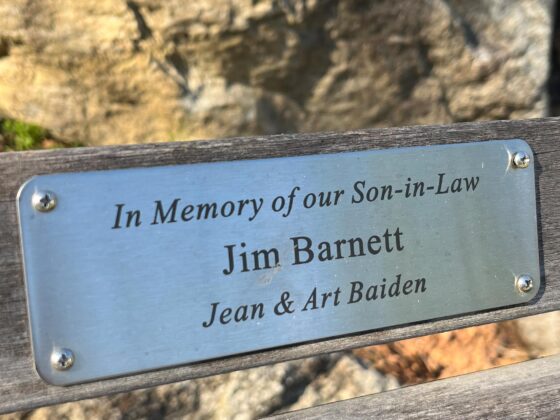 In Memory of our Son-in-Law
Jim Barnett
Jean & Art Baiden